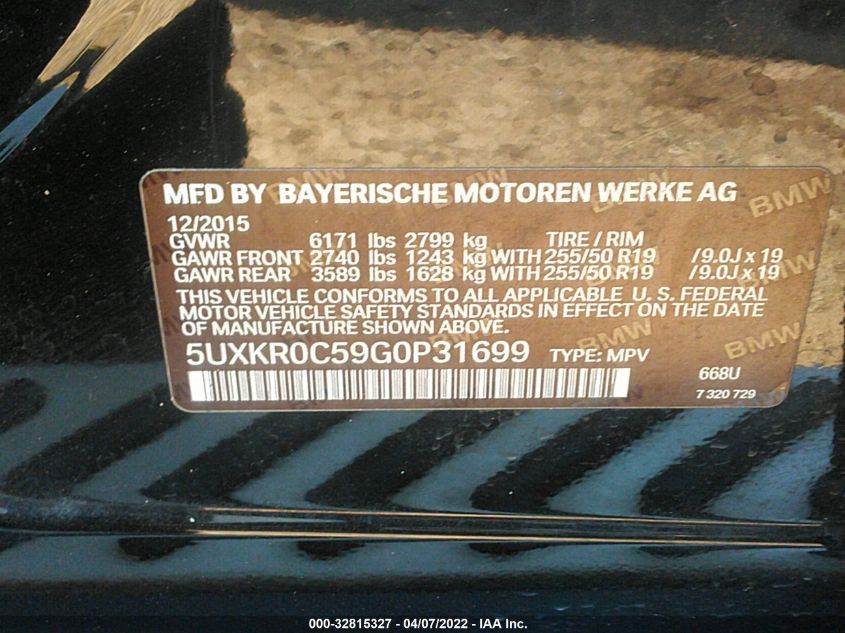 MFD BY BAYERISCHE MOTOREN WERKE AG
12/2015
GVWR 6171 lbs 2799 kg TIRE / RIM
GAWR FRONT 2740 lbs 1243 kg WITH 255/50 R19 / 9.0J x 19
GAWR REAR 3589 lbs 1628 kg WITH 255/50 R19 / 9.0J x 19
THIS VEHICLE CONFORMS TO ALL APPLICABLE U. S. FEDERAL
MOTOR VEHICLE SAFETY STANDARDS IN EFFECT ON THE DATE
OF MANUFACTURE SHOWN ABOVE.
5UXKR0C59G0P31699 TYPE: MPV
668U
7 320 729
BMW
BMW
BMW
BMW
000-32815327 - 04/07/2022 - IAA Inc.